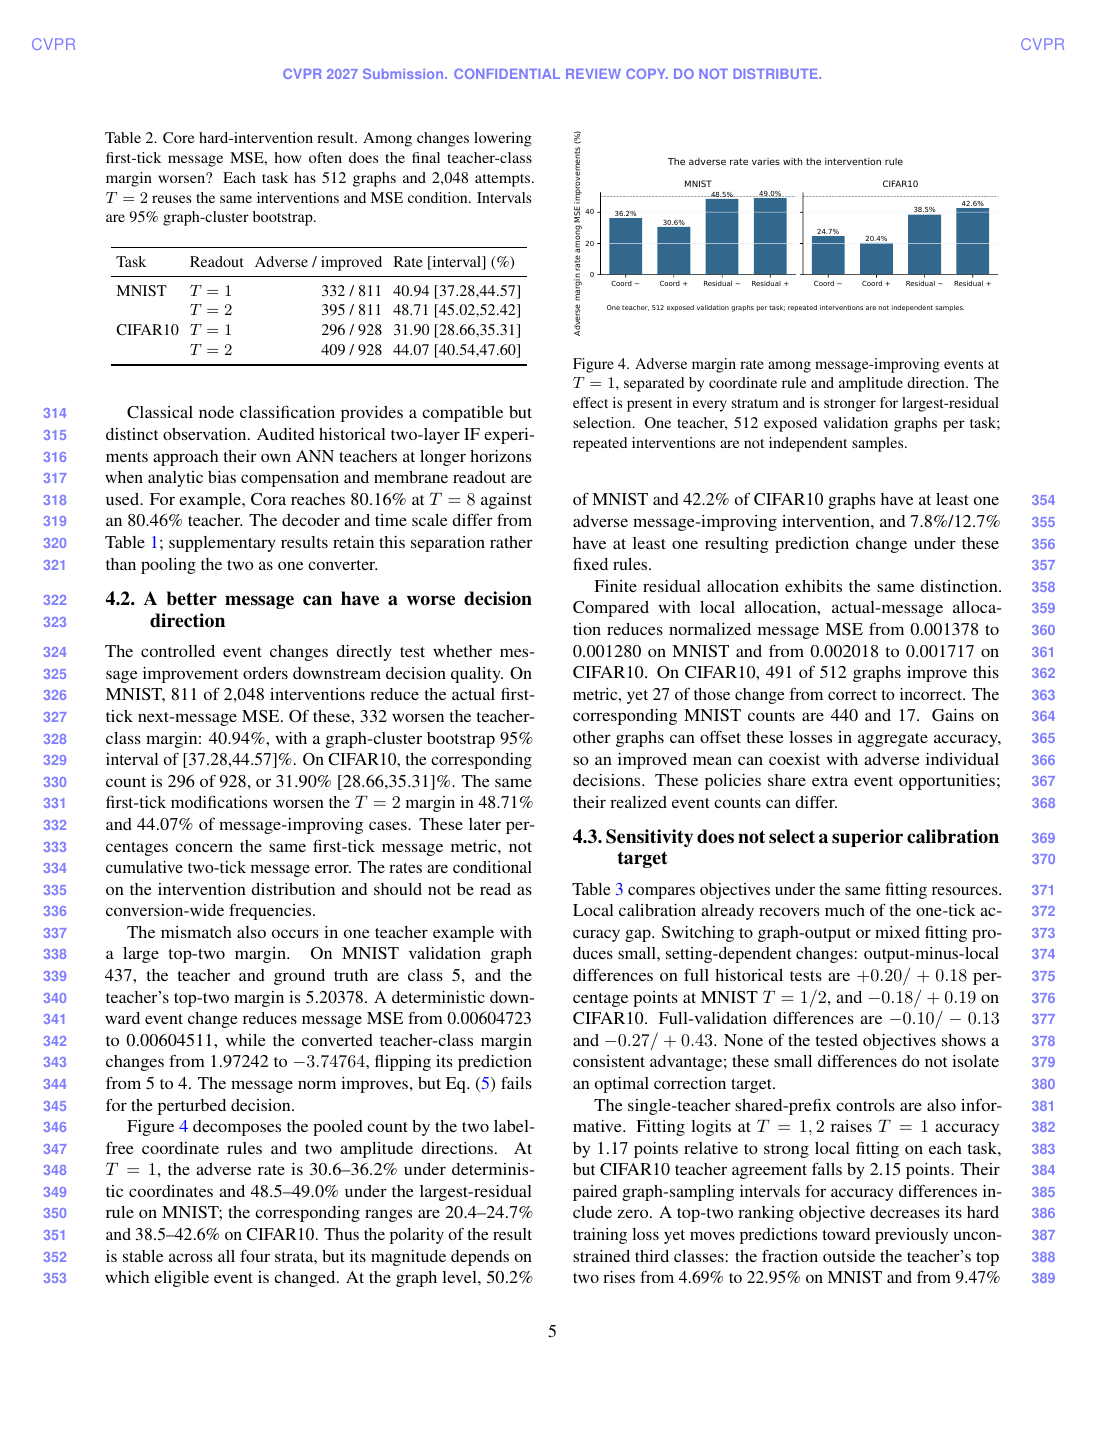 CVPR
CVPR
CVPR 2027 Submission. CONFIDENTIAL REVIEW COPY. DO NOT DISTRIBUTE.
Table 2. Core hard-intervention result. Among changes lowering
first-tick message MSE, how often does the final teacher-class
margin worsen? Each task has 512 graphs and 2,048 attempts.
T = 2 reuses the same interventions and MSE condition. Intervals
are 95% graph-cluster bootstrap.
Task Readout Adverse / improved Rate [interval] (%)
MNIST T = 1 332 / 811 40.94 [37.28,44.57]
T = 2 395 / 811 48.71 [45.02,52.42]
CIFAR10 T = 1 296 / 928 31.90 [28.66,35.31]
T = 2 409 / 928 44.07 [40.54,47.60]
314 Classical node classification provides a compatible but
315 distinct observation. Audited historical two-layer IF experi-
316 ments approach their own ANN teachers at longer horizons
317 when analytic bias compensation and membrane readout are
318 used. For example, Cora reaches 80.16% at T = 8 against
319 an 80.46% teacher. The decoder and time scale differ from
320 Table 1; supplementary results retain this separation rather
321 than pooling the two as one converter.
322 4.2. A better message can have a worse decision
323 direction
324 The controlled event changes directly test whether mes-
325 sage improvement orders downstream decision quality. On
326 MNIST, 811 of 2,048 interventions reduce the actual first-
327 tick next-message MSE. Of these, 332 worsen the teacher-
328 class margin: 40.94%, with a graph-cluster bootstrap 95%
329 interval of [37.28,44.57]%. On CIFAR10, the corresponding
330 count is 296 of 928, or 31.90% [28.66,35.31]%. The same
331 first-tick modifications worsen the T = 2 margin in 48.71%
332 and 44.07% of message-improving cases. These later per-
333 centages concern the same first-tick message metric, not
334 cumulative two-tick message error. The rates are conditional
335 on the intervention distribution and should not be read as
336 conversion-wide frequencies.
337 The mismatch also occurs in one teacher example with
338 a large top-two margin. On MNIST validation graph
339 437, the teacher and ground truth are class 5, and the
340 teacher's top-two margin is 5.20378. A deterministic down-
341 ward event change reduces message MSE from 0.00604723
342 to 0.00604511, while the converted teacher-class margin
343 changes from 1.97242 to −3.74764, flipping its prediction
344 from 5 to 4. The message norm improves, but Eq. (5) fails
345 for the perturbed decision.
346 Figure 4 decomposes the pooled count by the two label-
347 free coordinate rules and two amplitude directions. At
348 T = 1, the adverse rate is 30.6–36.2% under determinis-
349 tic coordinates and 48.5–49.0% under the largest-residual
350 rule on MNIST; the corresponding ranges are 20.4–24.7%
351 and 38.5–42.6% on CIFAR10. Thus the polarity of the result
352 is stable across all four strata, but its magnitude depends on
353 which eligible event is changed. At the graph level, 50.2%
The adverse rate varies with the intervention rule
Adverse margin rate among MSE improvements (%)
MNIST
CIFAR10
40
20
0
36.2% 30.6% 48.5% 49.0%
24.7% 20.4% 38.5% 42.6%
Coord − Coord + Residual − Residual +
Coord − Coord + Residual − Residual +
One teacher, 512 exposed validation graphs per task; repeated interventions are not independent samples.
Figure 4. Adverse margin rate among message-improving events at
T = 1, separated by coordinate rule and amplitude direction. The
effect is present in every stratum and is stronger for largest-residual
selection. One teacher, 512 exposed validation graphs per task;
repeated interventions are not independent samples.
of MNIST and 42.2% of CIFAR10 graphs have at least one 354
adverse message-improving intervention, and 7.8%/12.7% 355
have at least one resulting prediction change under these 356
fixed rules. 357
Finite residual allocation exhibits the same distinction. 358
Compared with local allocation, actual-message alloca- 359
tion reduces normalized message MSE from 0.001378 to 360
0.001280 on MNIST and from 0.002018 to 0.001717 on 361
CIFAR10. On CIFAR10, 491 of 512 graphs improve this 362
metric, yet 27 of those change from correct to incorrect. The 363
corresponding MNIST counts are 440 and 17. Gains on 364
other graphs can offset these losses in aggregate accuracy, 365
so an improved mean can coexist with adverse individual 366
decisions. These policies share extra event opportunities; 367
their realized event counts can differ. 368
4.3. Sensitivity does not select a superior calibration 369
target 370
Table 3 compares objectives under the same fitting resources. 371
Local calibration already recovers much of the one-tick ac- 372
curacy gap. Switching to graph-output or mixed fitting pro- 373
duces small, setting-dependent changes: output-minus-local 374
differences on full historical tests are +0.20/ + 0.18 per- 375
centage points at MNIST T = 1/2, and −0.18/ + 0.19 on 376
CIFAR10. Full-validation differences are −0.10/ − 0.13 377
and −0.27/ + 0.43. None of the tested objectives shows a 378
consistent advantage; these small differences do not isolate 379
an optimal correction target. 380
The single-teacher shared-prefix controls are also infor- 381
mative. Fitting logits at T = 1, 2 raises T = 1 accuracy 382
by 1.17 points relative to strong local fitting on each task, 383
but CIFAR10 teacher agreement falls by 2.15 points. Their 384
paired graph-sampling intervals for accuracy differences in- 385
clude zero. A top-two ranking objective decreases its hard 386
training loss yet moves predictions toward previously uncon- 387
strained third classes: the fraction outside the teacher's top 388
two rises from 4.69% to 22.95% on MNIST and from 9.47% 389
5